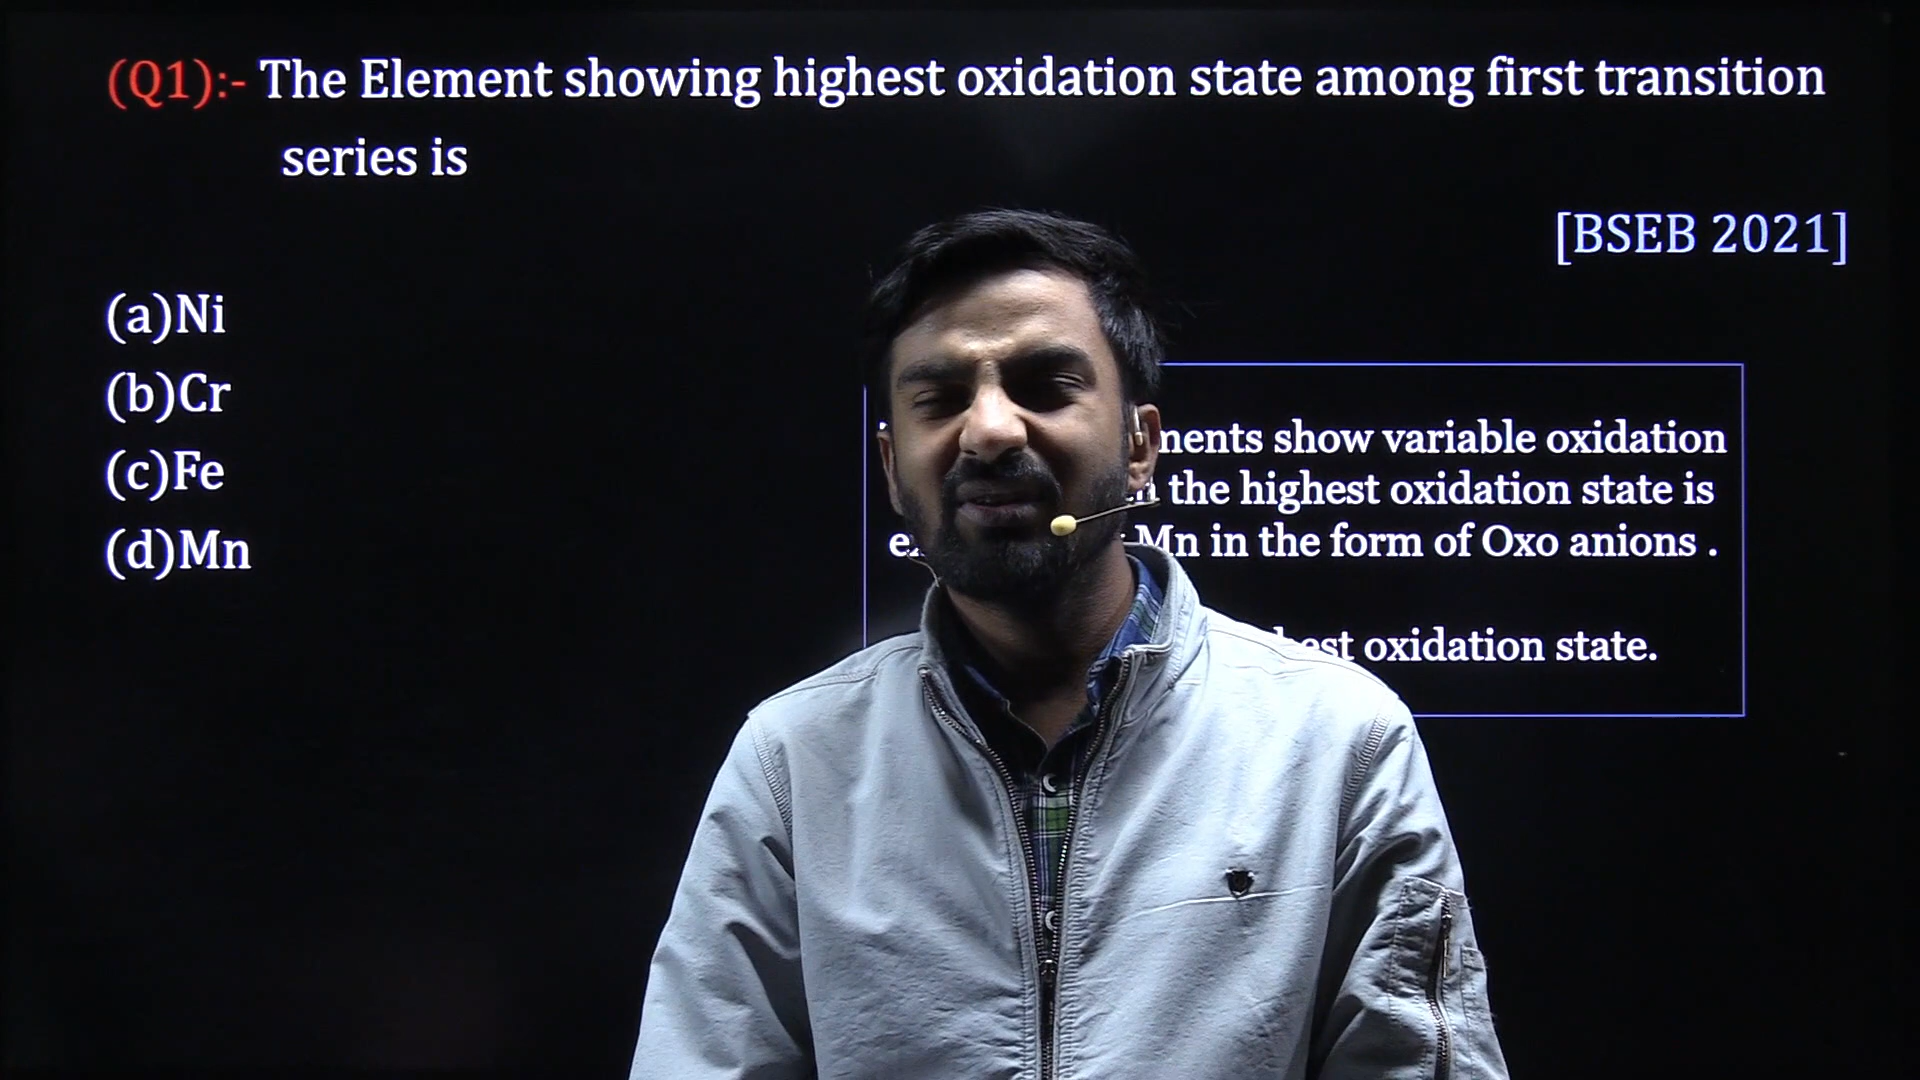 (Q1):- The Element showing highest oxidation state among first transition
series is
[BSEB 2021]
(a)Ni
(b)Cr
(c)Fe
(d)Mn
show variable oxidation
the highest oxidation state is
Mn in the form of Oxo anions .
oxidation state.